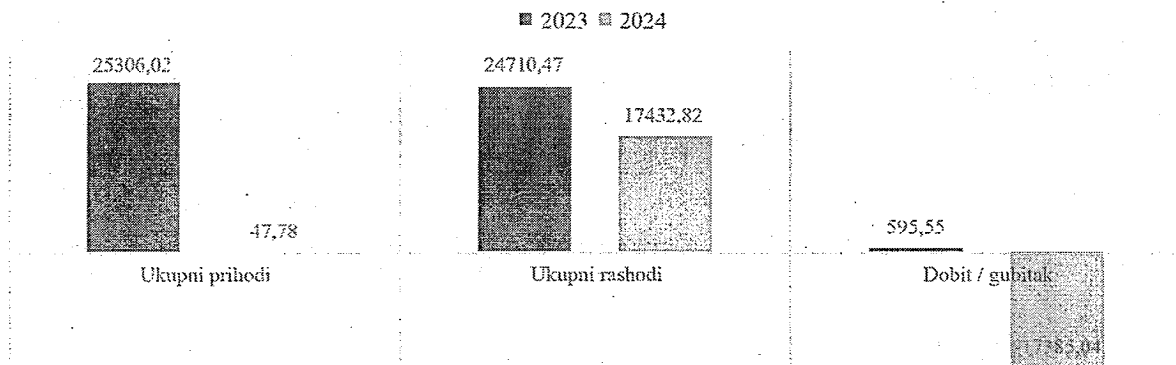 2023 2024
25306,02
47,78
Ukupni prihodi
24710,47
17432,82
Ukupni rashodi
595,55
Dobit / gubitak
-17385,04